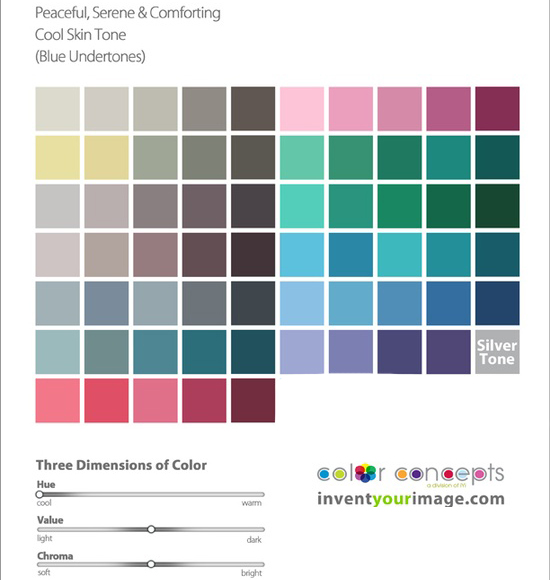 Peaceful, Serene & Comforting
Cool Skin Tone
(Blue Undertones)
Silver
Tone
Three Dimensions of Color
Hue
cool warm
Value
light dark
Chroma
soft bright
color concepts
a division of IYI
inventyourimage.com